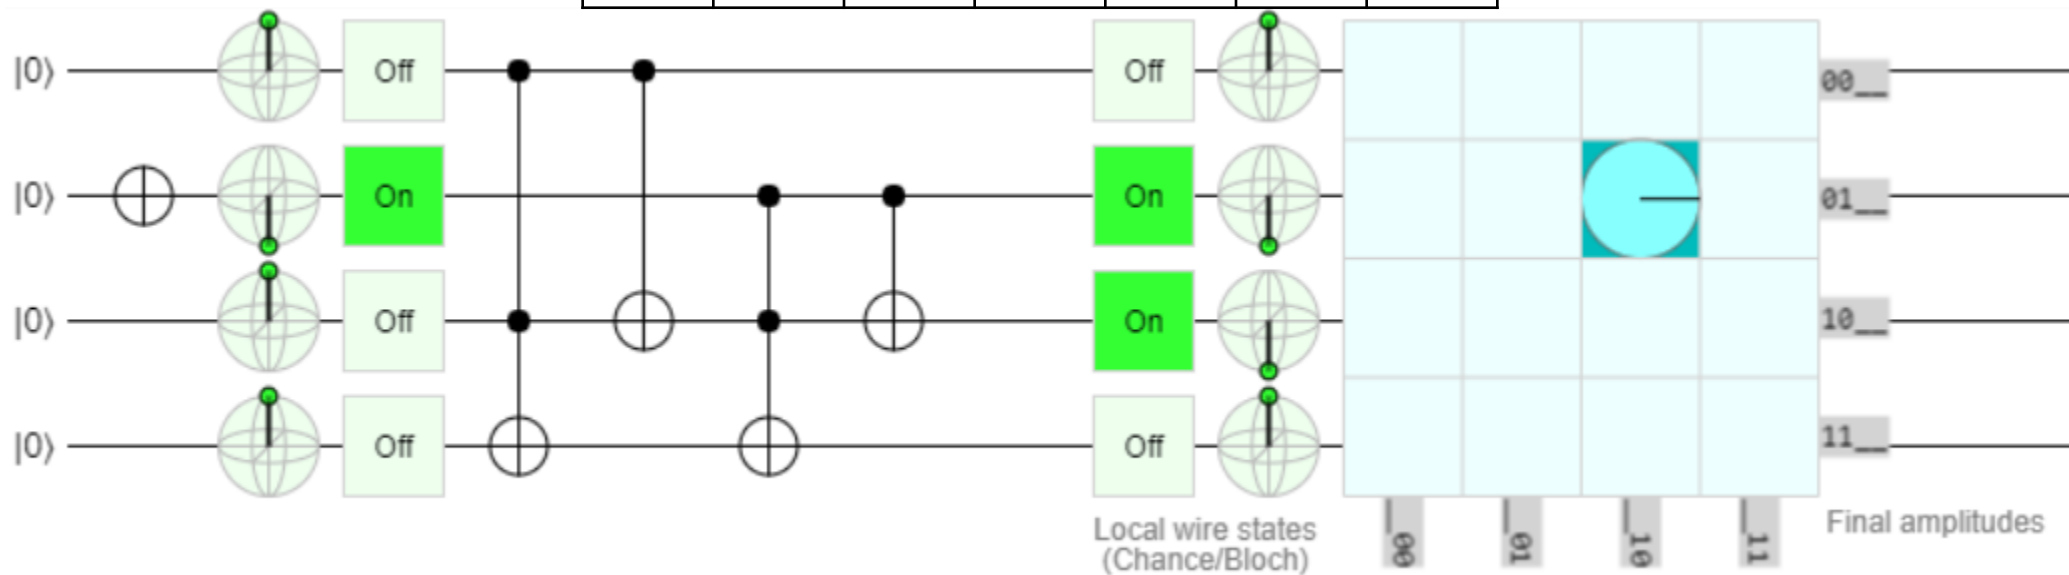 |0⟩ Off Off 00__
|0⟩ On On 01__
|0⟩ Off On 10__
|0⟩ Off Off 11__
__00 __01 __10 __11
Local wire states
(Chance/Bloch)
Final amplitudes